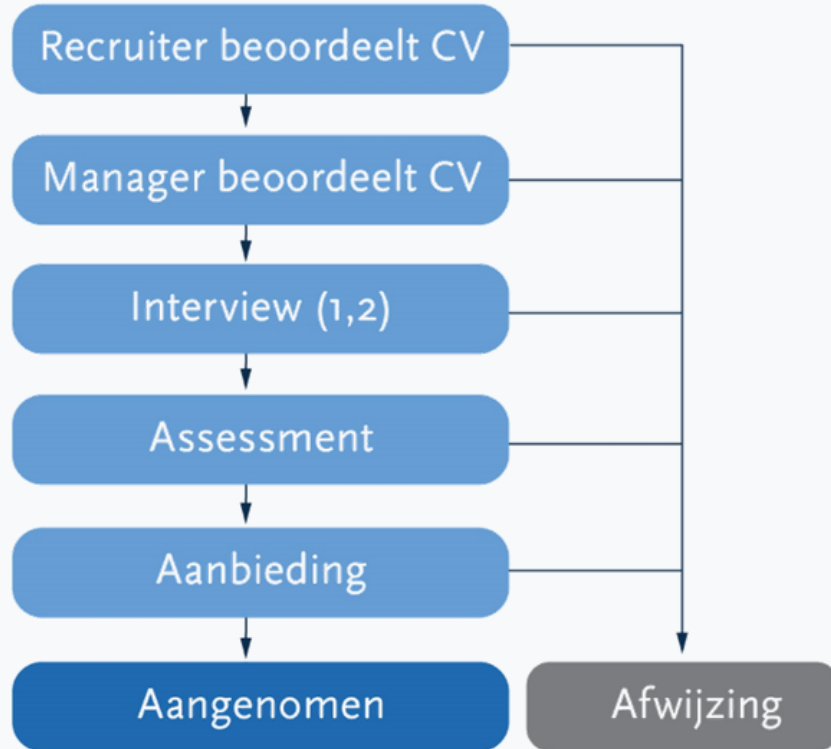 Recruiter beoordeelt CV
Manager beoordeelt CV
Interview (1,2)
Assessment
Aanbieding
Aangenomen
Afwijzing